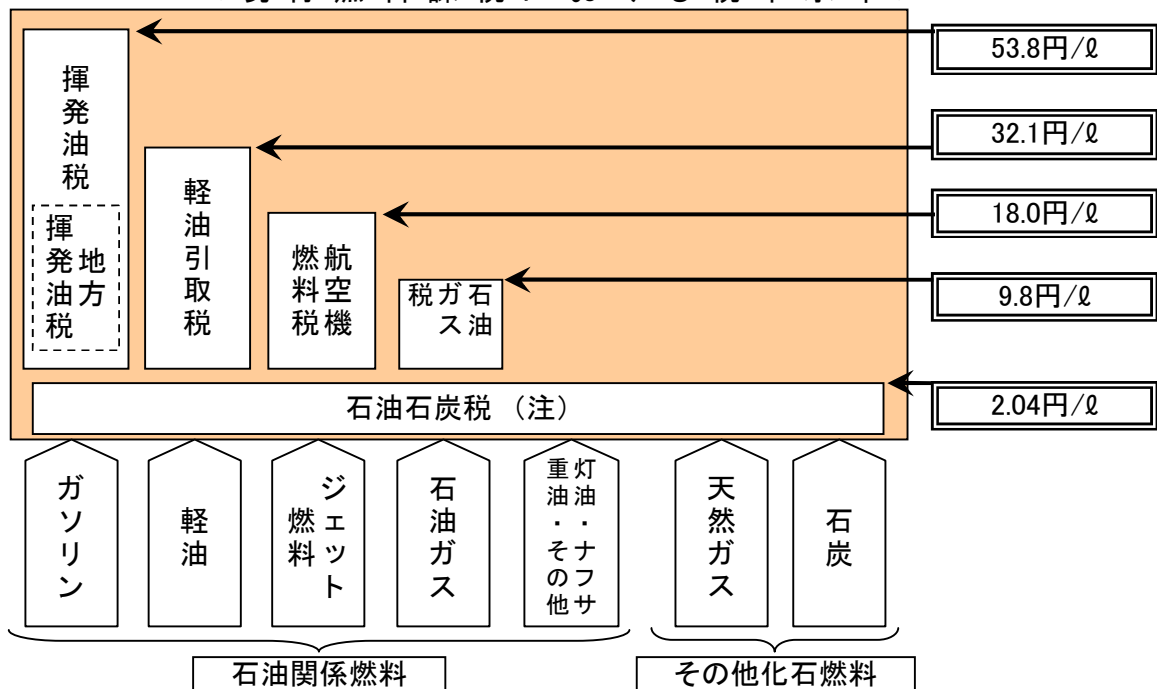 53.8円/ℓ
32.1円/ℓ
18.0円/ℓ
9.8円/ℓ
2.04円/ℓ
揮発油税
地方
揮発油税
軽油引取税
航空機
燃料税
石油
ガス
税
石油石炭税（注）
ガソリン
軽油
ジェット
燃料
石油ガス
灯油・ナフサ
重油・その他
天然ガス
石炭
石油関係燃料
その他化石燃料